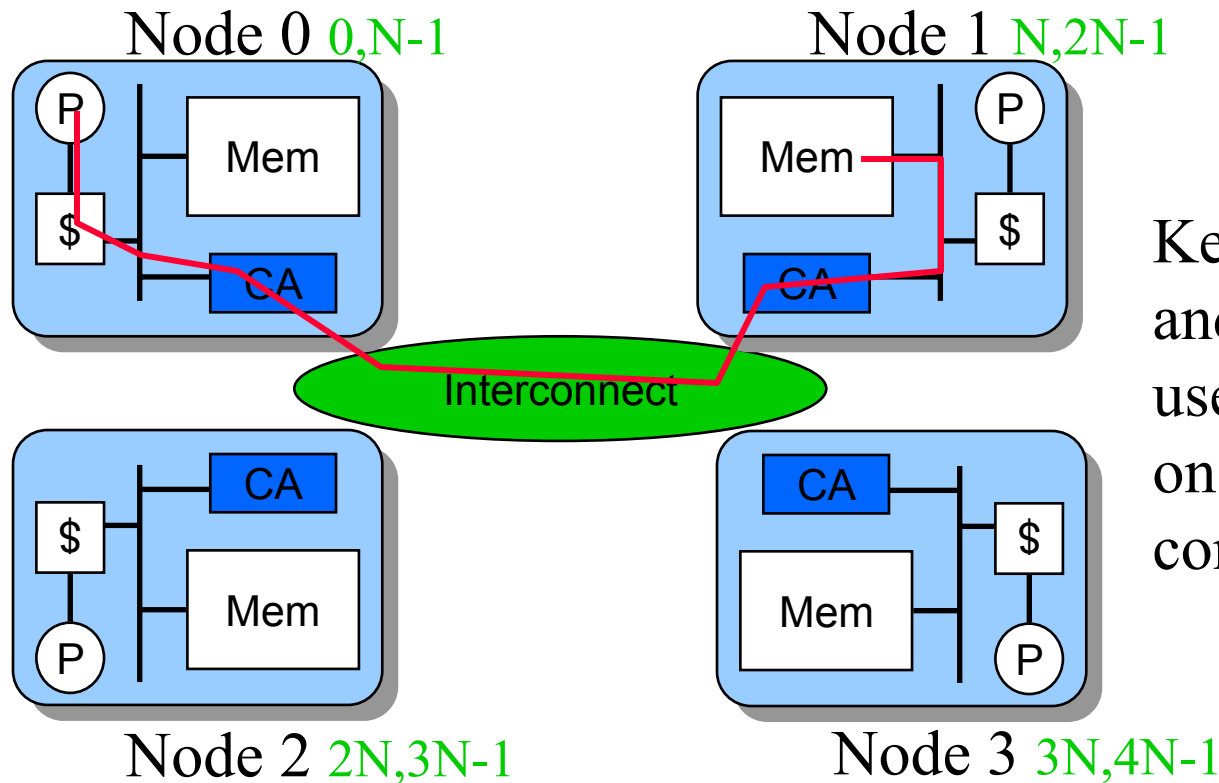 Node 0 0,N-1
Node 1 N,2N-1
P
Mem
$
CA
Mem
P
$
CA
Interconnect
CA
$
Mem
P
CA
$
Mem
P
Node 2 2N,3N-1
Node 3 3N,4N-1